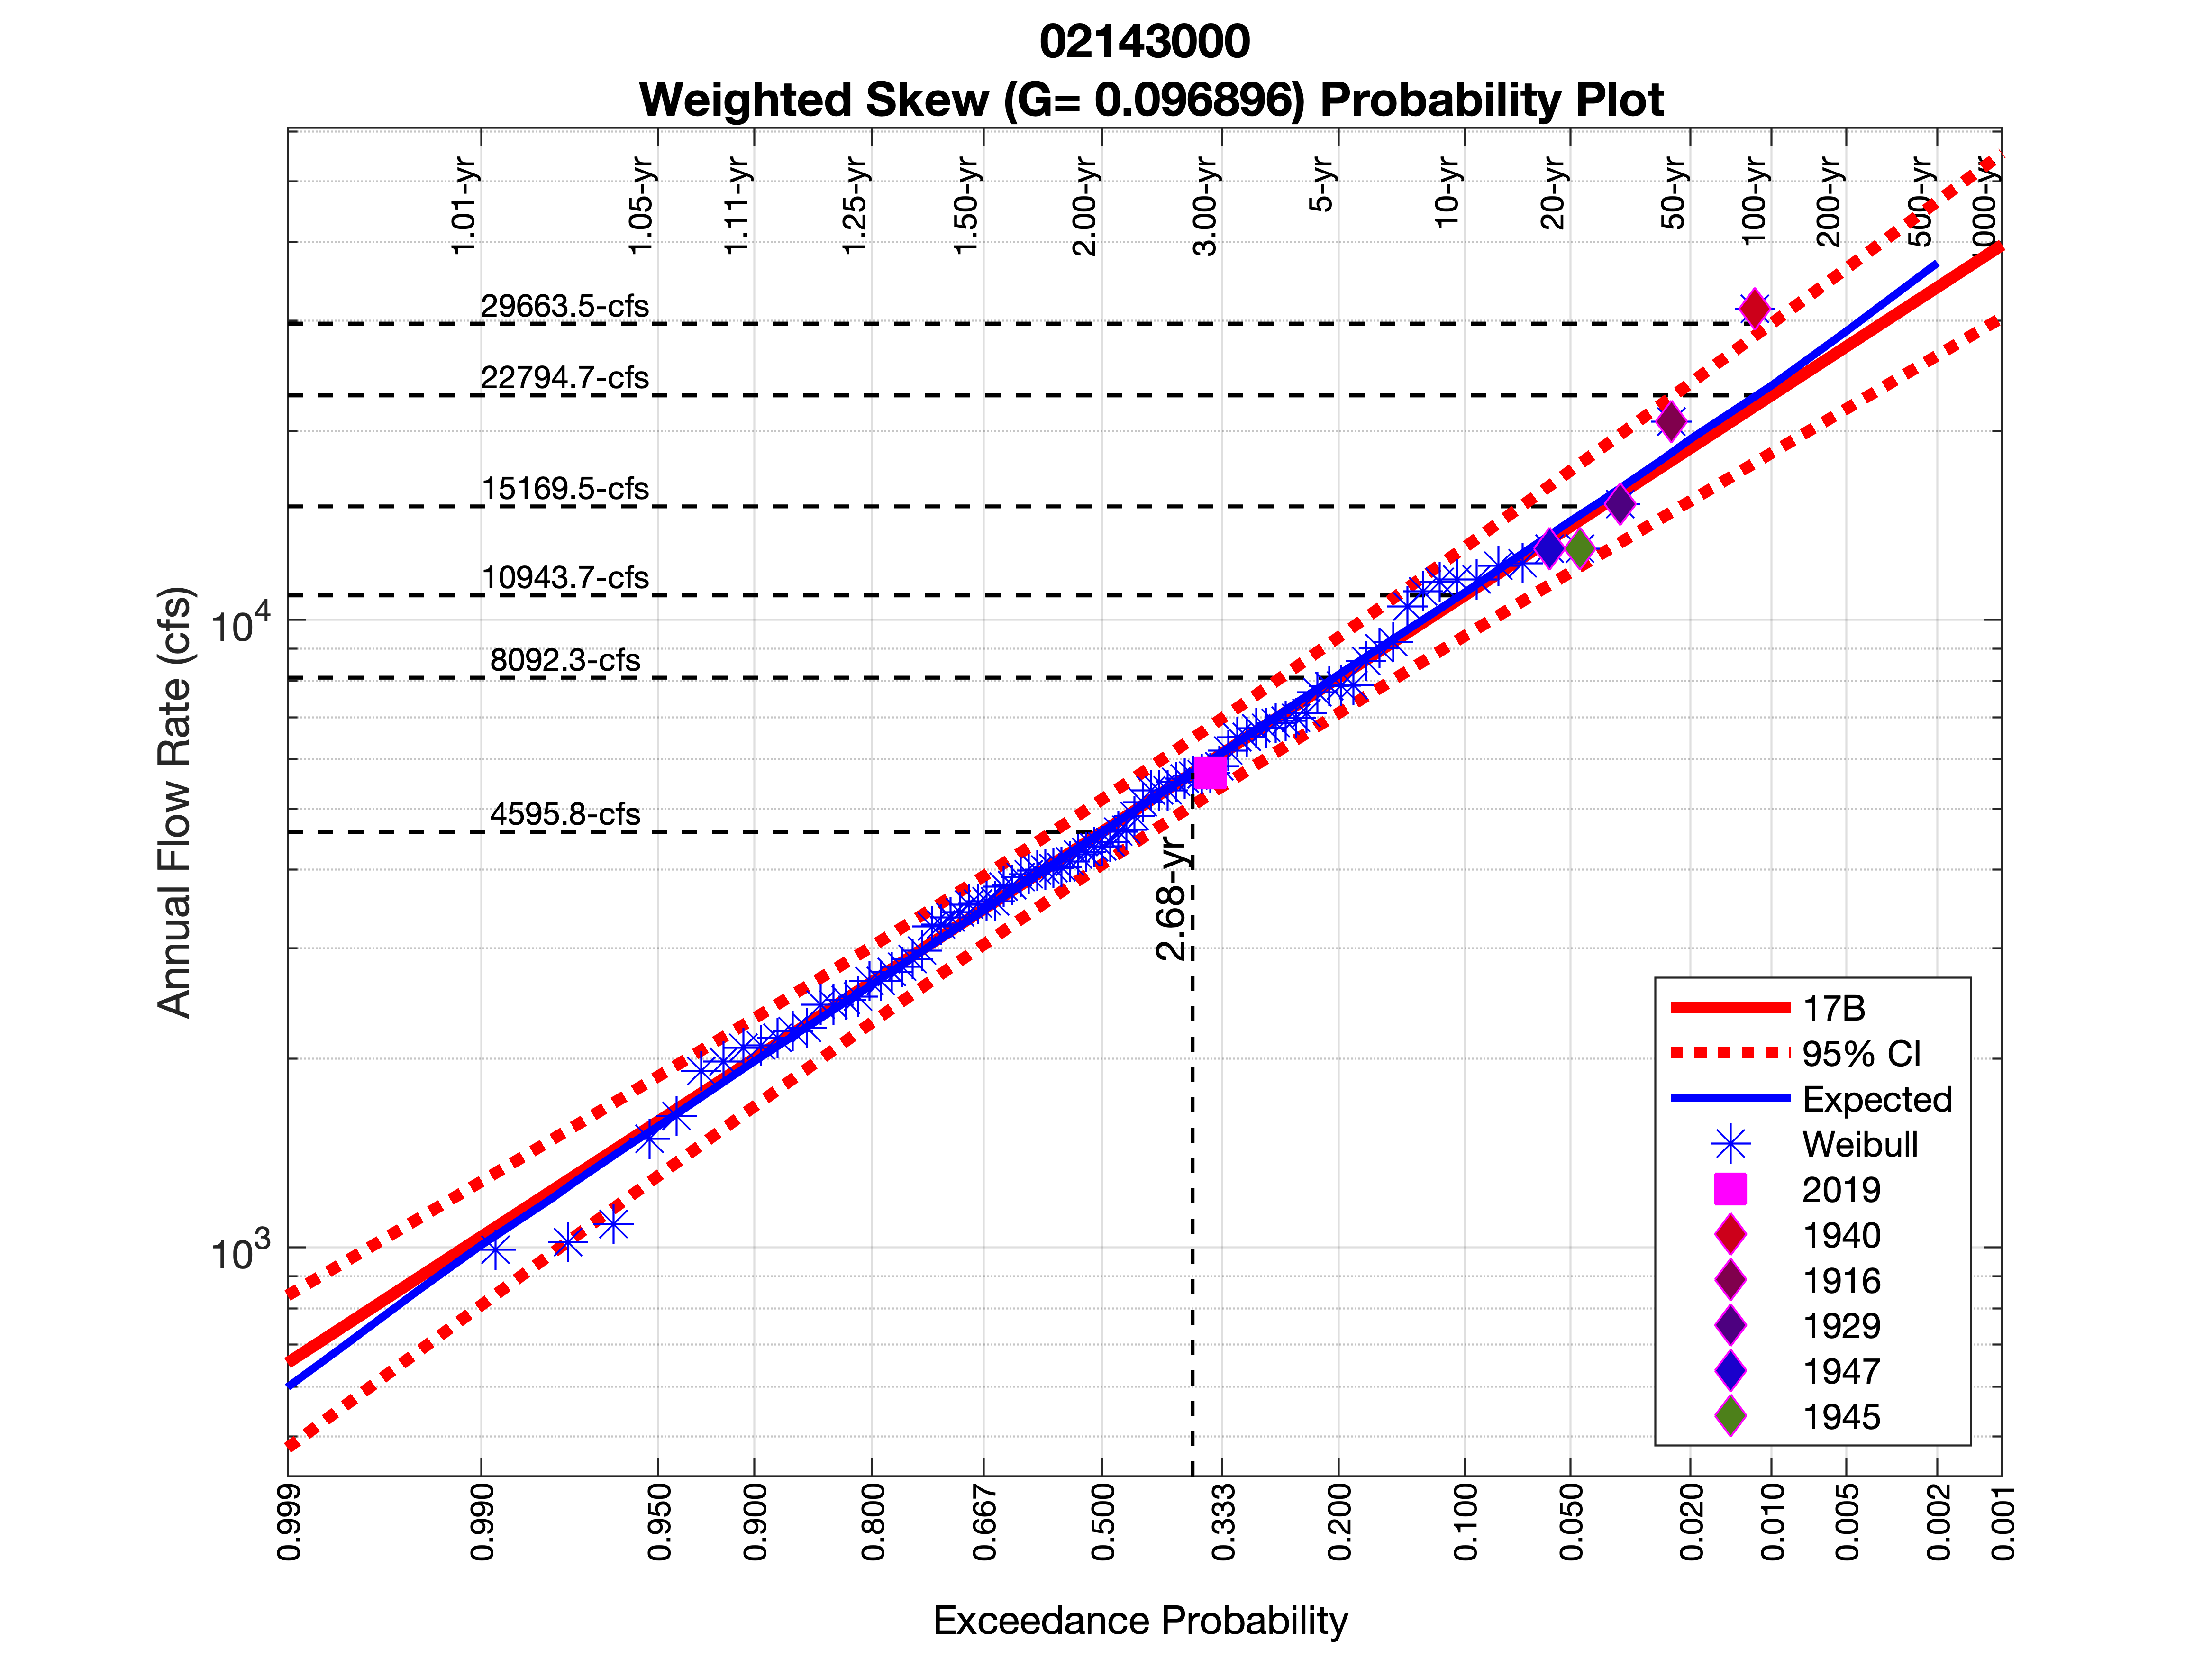 02143000
Weighted Skew (G= 0.096896) Probability Plot
1.01-yr
1.05-yr
1.11-yr
1.25-yr
1.50-yr
2.00-yr
3.00-yr
5-yr
10-yr
20-yr
50-yr
100-yr
200-yr
500-yr
29663.5-cfs
22794.7-cfs
15169.5-cfs
10943.7-cfs
8092.3-cfs
4595.8-cfs
2.68-yr
Annual Flow Rate (cfs)
10^4
10^3
17B
95% CI
Expected
Weibull
2019
1940
1916
1929
1947
1945
0.999
0.990
0.950
0.900
0.800
0.667
0.500
0.333
0.200
0.100
0.050
0.020
0.010
0.005
0.002
0.001
Exceedance Probability